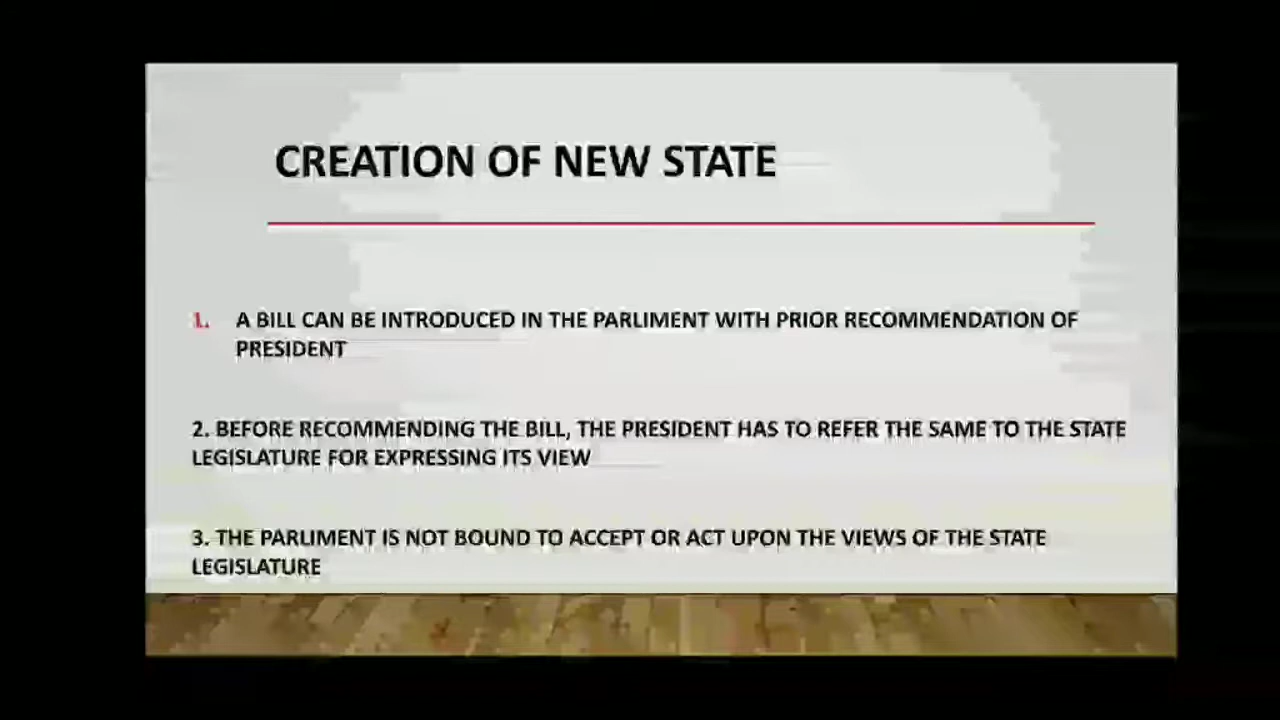 CREATION OF NEW STATE
1. A BILL CAN BE INTRODUCED IN THE PARLIMENT WITH PRIOR RECOMMENDATION OF
PRESIDENT
2. BEFORE RECOMMENDING THE BILL, THE PRESIDENT HAS TO REFER THE SAME TO THE STATE
LEGISLATURE FOR EXPRESSING ITS VIEW
3. THE PARLIMENT IS NOT BOUND TO ACCEPT OR ACT UPON THE VIEWS OF THE STATE
LEGISLATURE